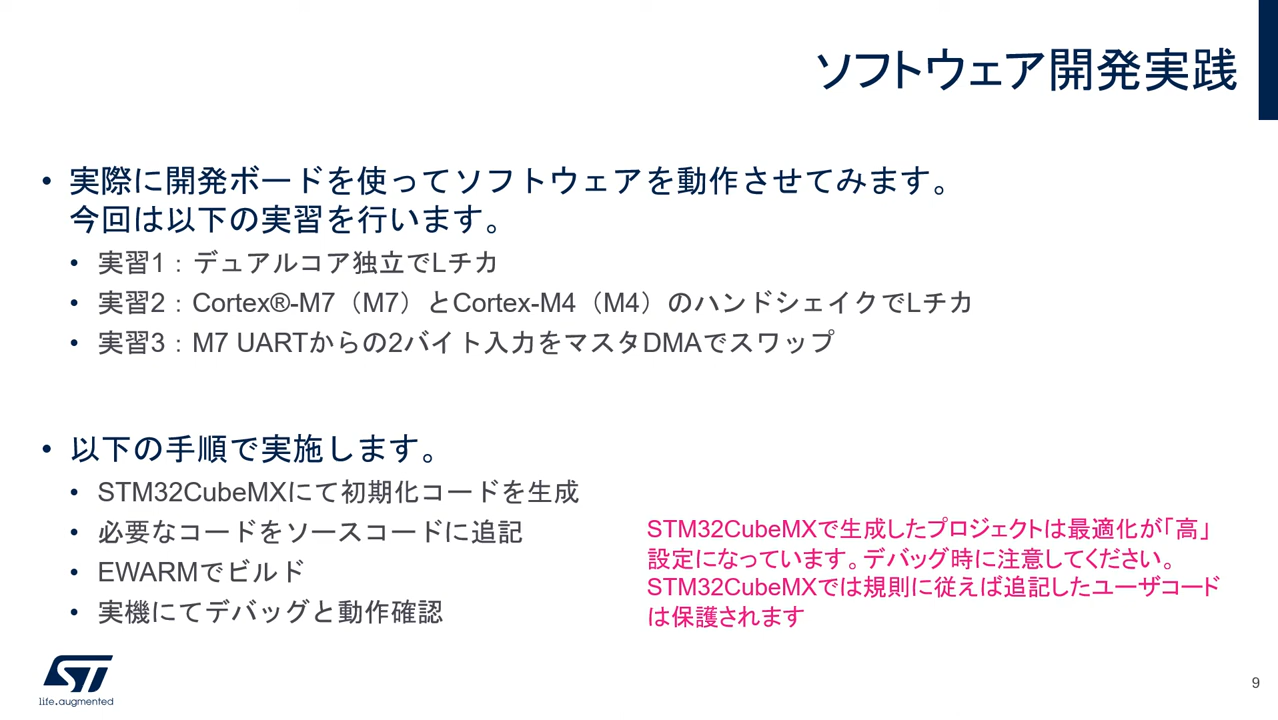 ソフトウェア開発実践
• 実際に開発ボードを使ってソフトウェアを動作させてみます。
今回は以下の実習を行います。
• 実習1：デュアルコア独立でLチカ
• 実習2：Cortex®-M7（M7）とCortex-M4（M4）のハンドシェイクでLチカ
• 実習3：M7 UARTからの2バイト入力をマスタDMAでスワップ
• 以下の手順で実施します。
• STM32CubeMXにて初期化コードを生成
• 必要なコードをソースコードに追記
• EWARMでビルド
• 実機にてデバッグと動作確認
STM32CubeMXで生成したプロジェクトは最適化が「高」
設定になっています。デバッグ時に注意してください。
STM32CubeMXでは規則に従えば追記したユーザコード
は保護されます
ST
life.augmented
9